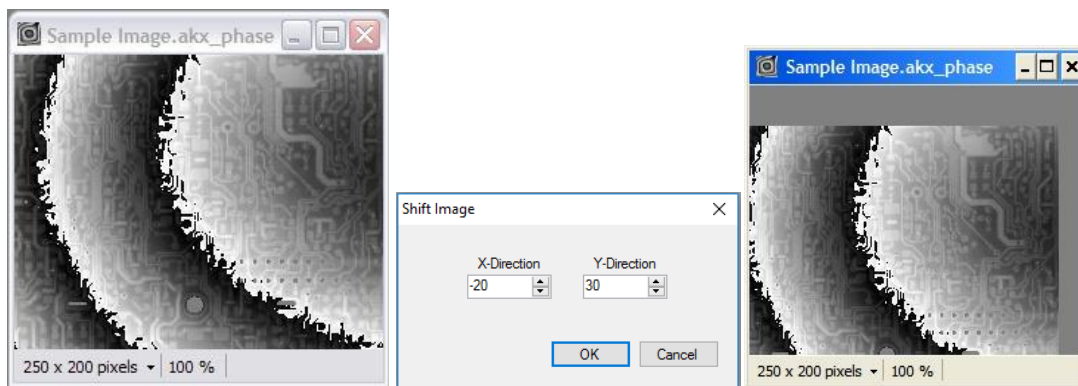 Sample Image.akx_phase
250 x 200 pixels 100 %
Shift Image
X-Direction Y-Direction
-20 30
OK Cancel
Sample Image.akx_phase
250 x 200 pixels 100 %